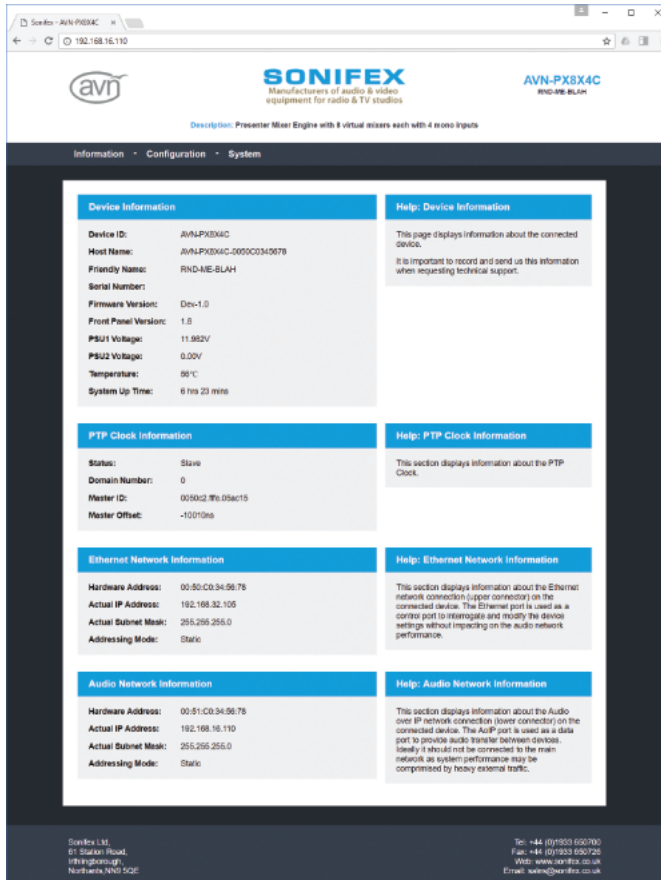 Sonifex - AVN-PX8X4C
192.168.16.110
avn
SONIFEX
Manufacturers of audio & video
equipment for radio & TV studios
AVN-PX8X4C
RND-ME-BLAH
Description: Presenter Mixer Engine with 8 virtual mixers each with 4 mono inputs
Information - Configuration - System
Device Information
Device ID: AVN-PX8X4C
Host Name: AVN-PX8X4C-0050C0345678
Friendly Name: RND-ME-BLAH
Serial Number:
Firmware Version: Dev-1.0
Front Panel Version: 1.6
PSU1 Voltage: 11.982V
PSU2 Voltage: 0.00V
Temperature: 56°C
System Up Time: 6 hrs 23 mins
Help: Device Information
This page displays information about the connected
device.
It is important to record and send us this information
when requesting technical support.
PTP Clock Information
Status: Slave
Domain Number: 0
Master ID: 0050c2.fffe.05ac15
Master Offset: -10010ns
Help: PTP Clock Information
This section displays information about the PTP
Clock.
Ethernet Network Information
Hardware Address: 00:50:C0:34:56:78
Actual IP Address: 192.168.32.105
Actual Subnet Mask: 255.255.255.0
Addressing Mode: Static
Help: Ethernet Network Information
This section displays information about the Ethernet
network connection (upper connector) on the
connected device. The Ethernet port is used as a
control port to interrogate and modify the device
settings without impacting on the audio network
performance.
Audio Network Information
Hardware Address: 00:51:C0:34:56:78
Actual IP Address: 192.168.16.110
Actual Subnet Mask: 255.255.255.0
Addressing Mode: Static
Help: Audio Network Information
This section displays information about the Audio
over IP network connection (lower connector) on the
connected device. The AoIP port is used as a data
port to provide audio transfer between devices.
Ideally it should not be connected to the main
network as system performance may be
comprimised by heavy external traffic.
Sonifex Ltd,
61 Station Road,
Irthlingborough,
Northants, NN9 5QE
Tel: +44 (0)1933 650700
Fax: +44 (0)1933 650726
Web: www.sonifex.co.uk
Email: sales@sonifex.co.uk